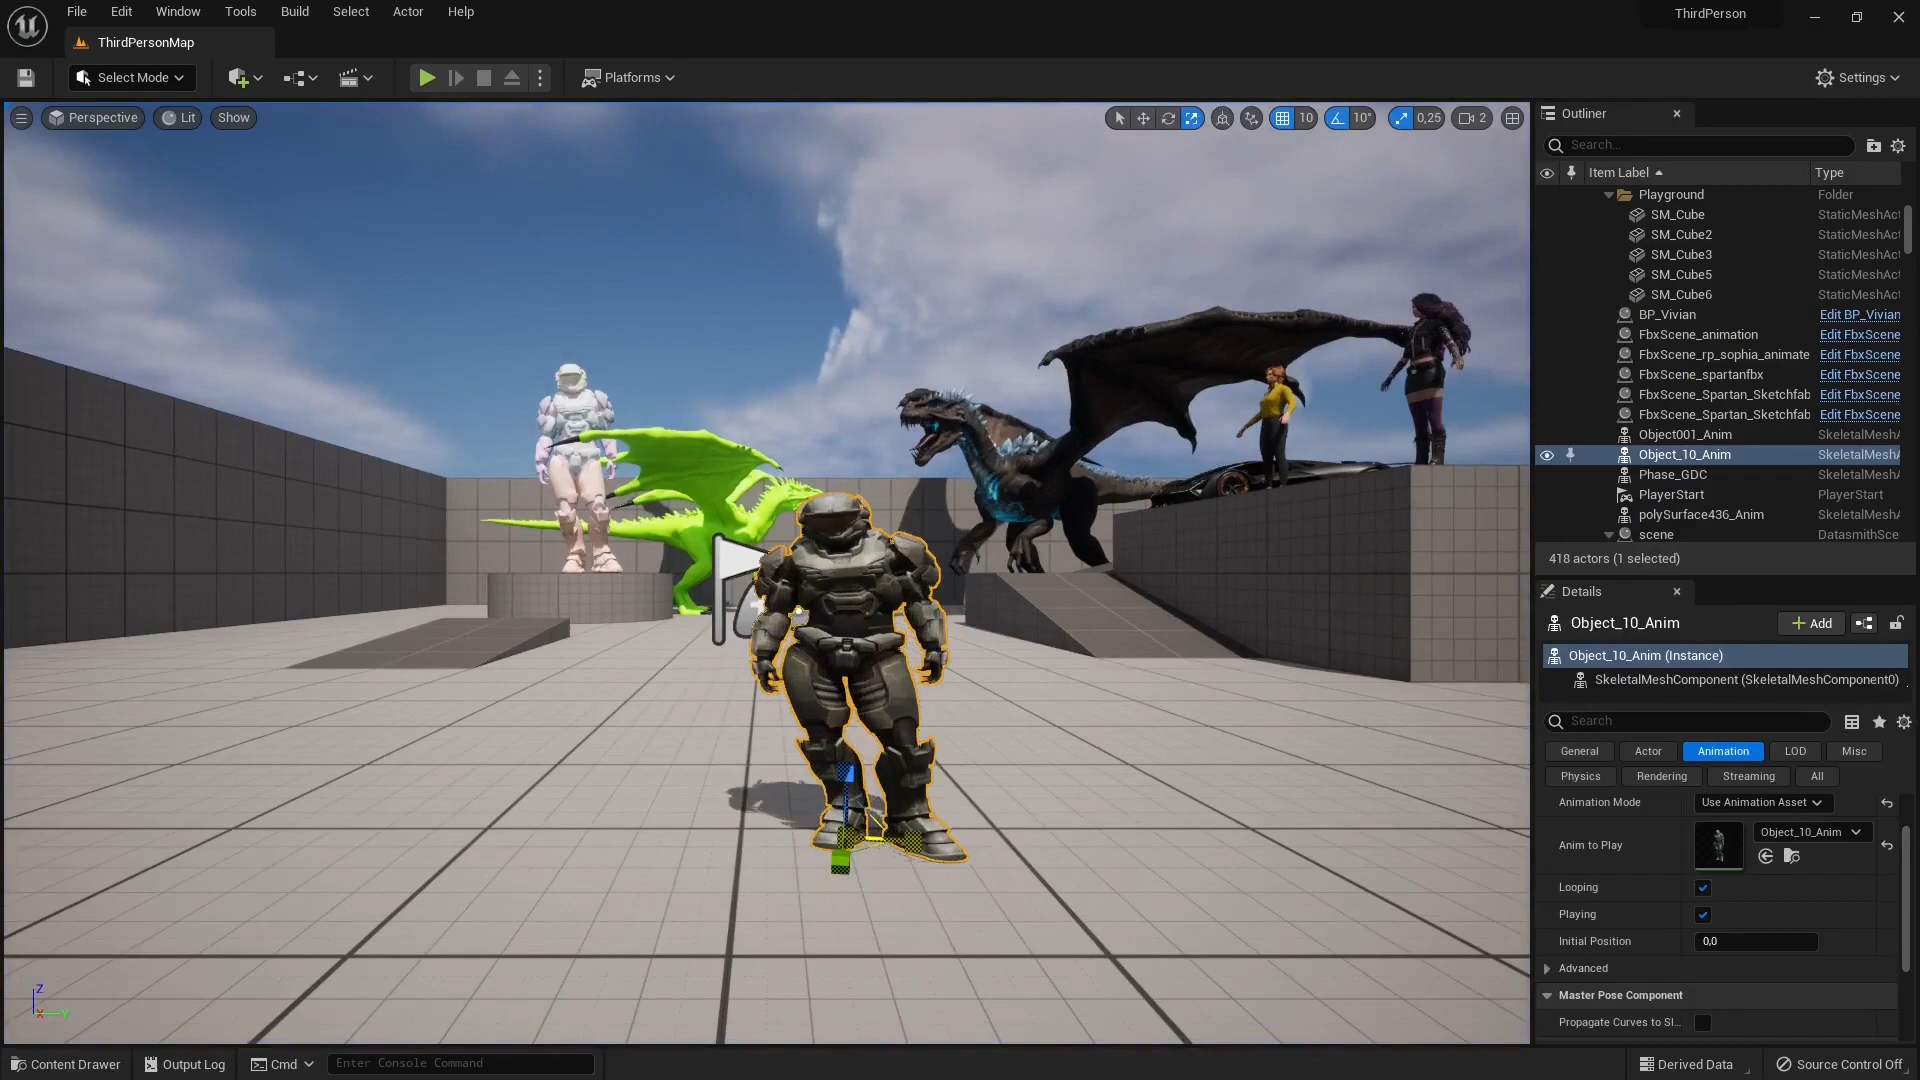 File Edit Window Tools Build Select Actor Help
ThirdPerson
ThirdPersonMap
Select Mode
Platforms
Settings
Perspective Lit Show
10 10° 0,25 2
Outliner
Search...
Item Label Type
Playground Folder
SM_Cube StaticMeshAct
SM_Cube2 StaticMeshAct
SM_Cube3 StaticMeshAct
SM_Cube5 StaticMeshAct
SM_Cube6 StaticMeshAct
BP_Vivian Edit BP_Vivian
FbxScene_animation Edit FbxScene
FbxScene_rp_sophia_animate Edit FbxScene
FbxScene_spartanfbx Edit FbxScene
FbxScene_Spartan_Sketchfab Edit FbxScene
FbxScene_Spartan_Sketchfab Edit FbxScene
Object001_Anim SkeletalMeshA
Object_10_Anim SkeletalMeshA
Phase_GDC SkeletalMeshA
PlayerStart PlayerStart
polySurface436_Anim SkeletalMeshA
scene DatasmithSce
418 actors (1 selected)
Details
Object_10_Anim
Add
Object_10_Anim (Instance)
SkeletalMeshComponent (SkeletalMeshComponent0)
Search
General Actor Animation LOD Misc
Physics Rendering Streaming All
Animation Mode Use Animation Asset
Anim to Play Object_10_Anim
Looping
Playing
Initial Position 0,0
Advanced
Master Pose Component
Propagate Curves to Sl...
Z
X Y
Content Drawer Output Log Cmd Enter Console Command
Derived Data Source Control Off